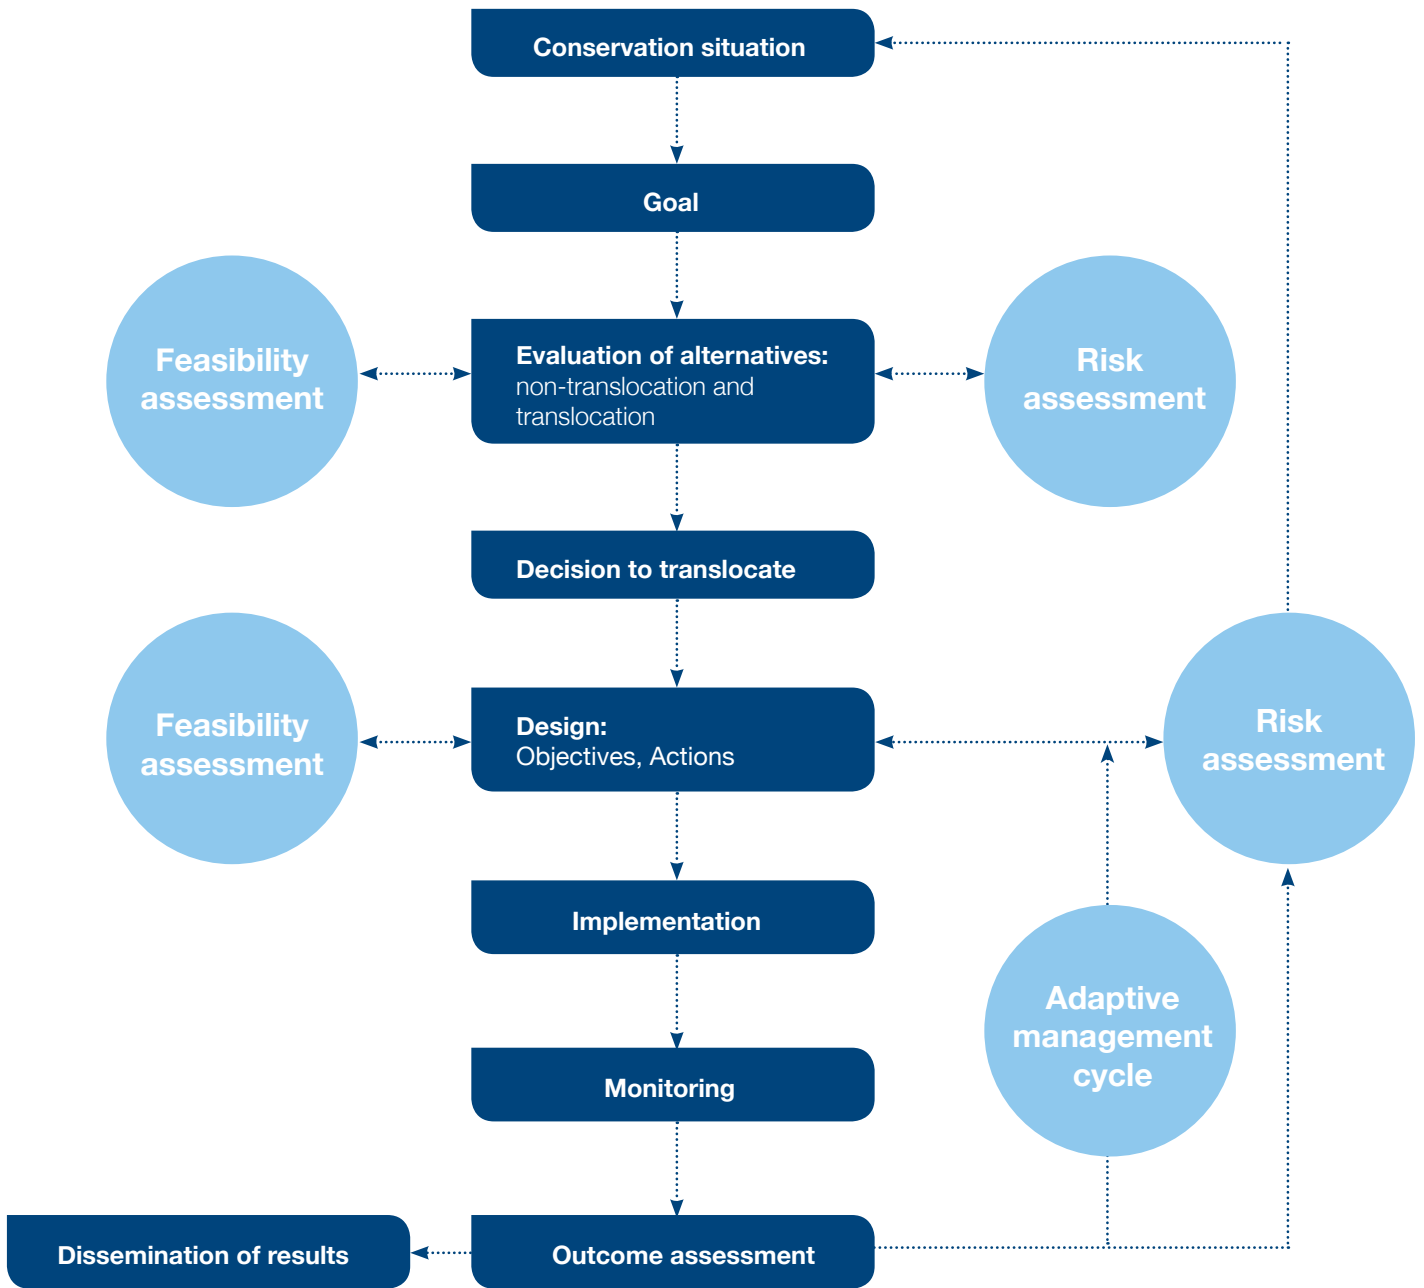 Conservation situation
Goal
Feasibility
assessment
Evaluation of alternatives:
non-translocation and
translocation
Risk
assessment
Decision to translocate
Feasibility
assessment
Design:
Objectives, Actions
Risk
assessment
Implementation
Adaptive
management
cycle
Monitoring
Dissemination of results
Outcome assessment